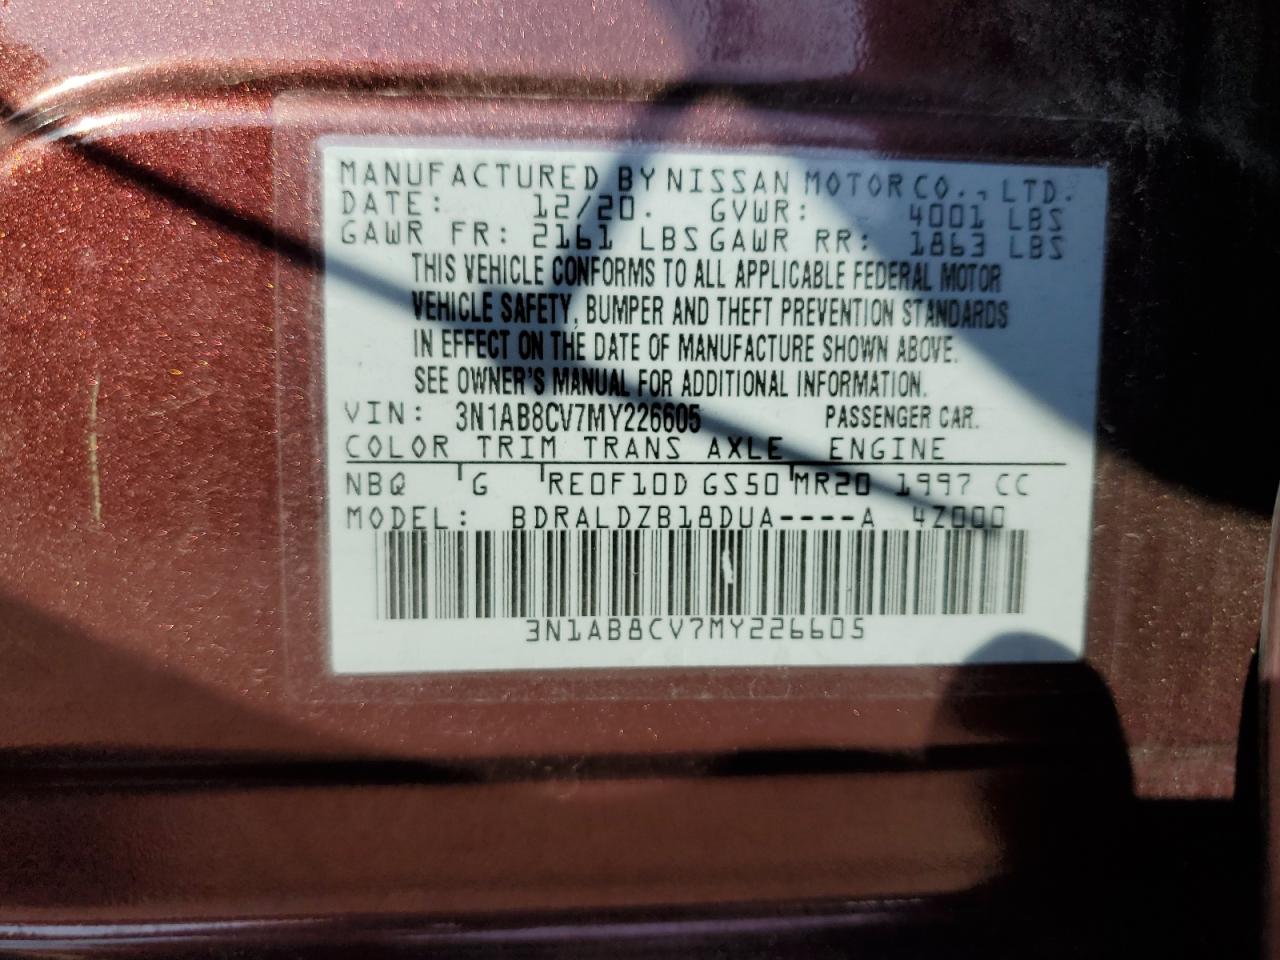 MANUFACTURED BY NISSAN MOTOR CO., LTD.
DATE: 12/20. GVWR: 4001 LBS
GAWR FR: 2161 LBS GAWR RR: 1863 LBS
THIS VEHICLE CONFORMS TO ALL APPLICABLE FEDERAL MOTOR
VEHICLE SAFETY, BUMPER AND THEFT PREVENTION STANDARDS
IN EFFECT ON THE DATE OF MANUFACTURE SHOWN ABOVE.
SEE OWNER'S MANUAL FOR ADDITIONAL INFORMATION.
VIN: 3N1AB8CV7MY226605 PASSENGER CAR.
COLOR TRIM TRANS AXLE ENGINE
NBQ G RE0F10D GS50 MR20 1997 CC
MODEL: BDRALDZB18DUA----A 4Z000
3N1AB8CV7MY226605